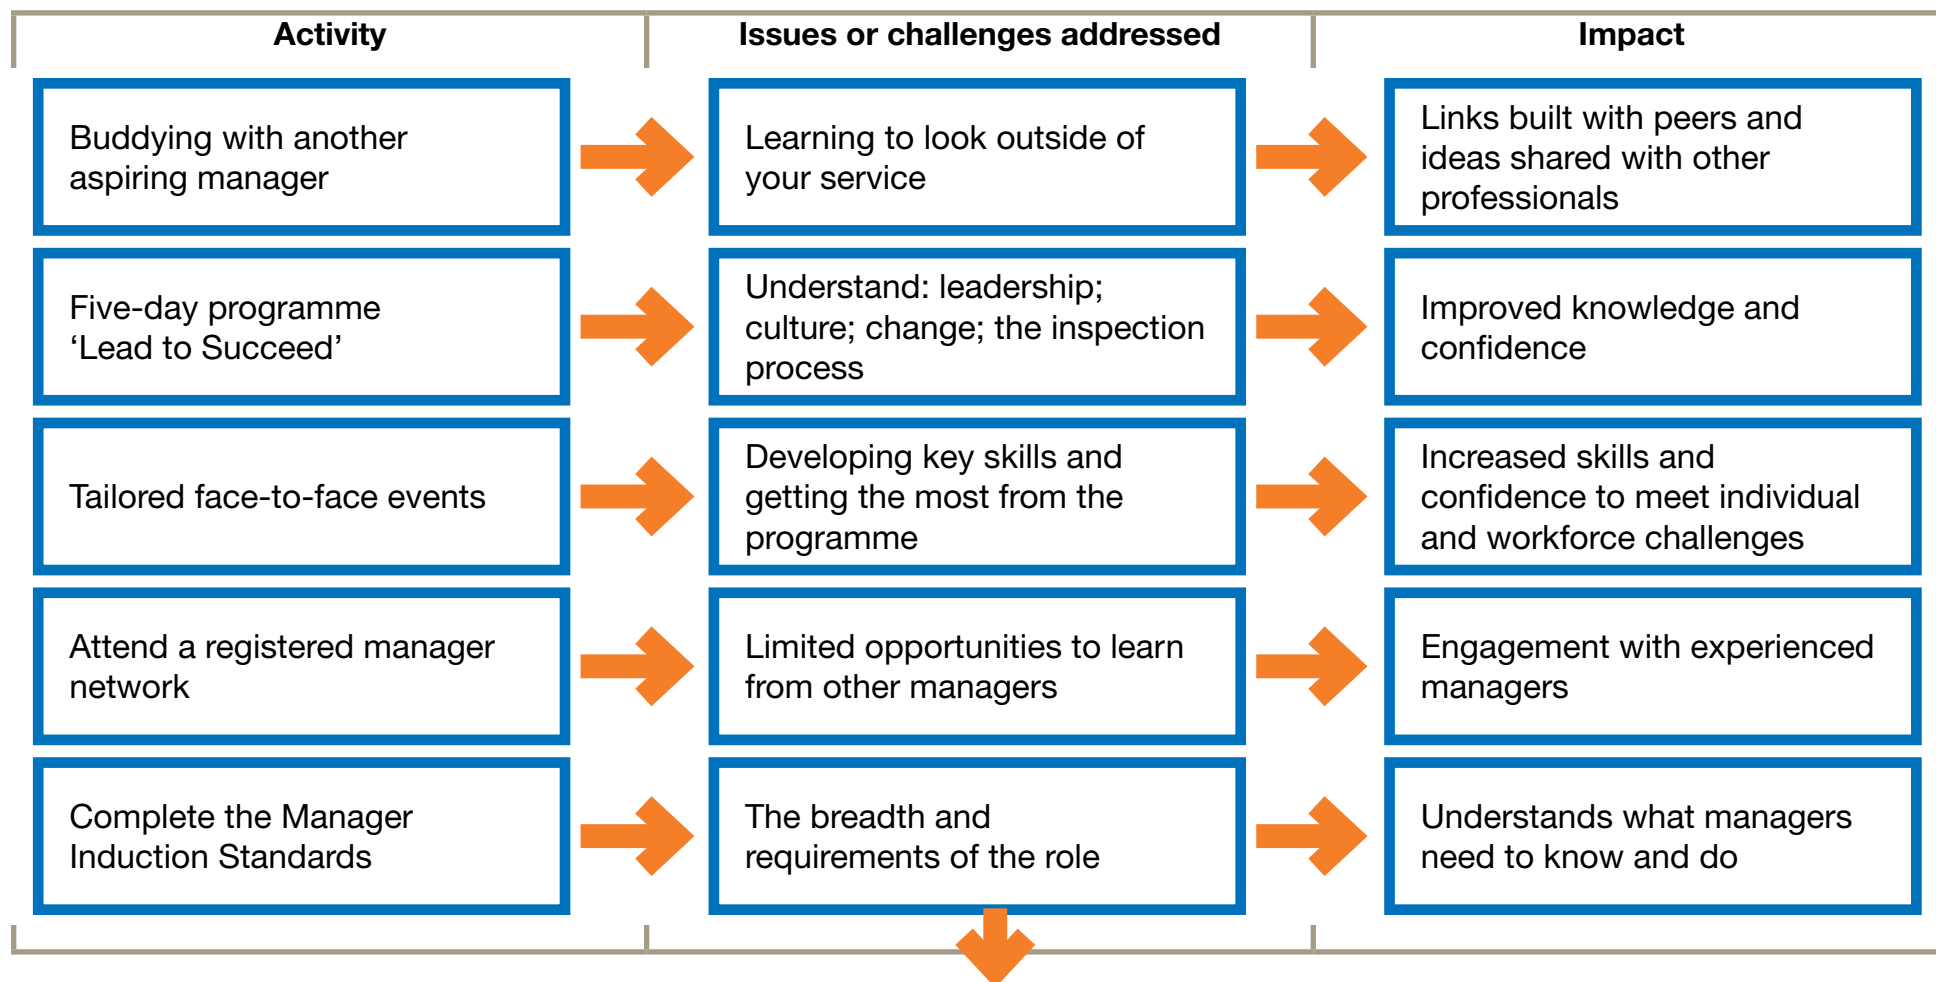 Activity
Issues or challenges addressed
Impact
Buddying with another
aspiring manager
Learning to look outside of
your service
Links built with peers and
ideas shared with other
professionals
Five-day programme
‘Lead to Succeed’
Understand: leadership;
culture; change; the inspection
process
Improved knowledge and
confidence
Tailored face-to-face events
Developing key skills and
getting the most from the
programme
Increased skills and
confidence to meet individual
and workforce challenges
Attend a registered manager
network
Limited opportunities to learn
from other managers
Engagement with experienced
managers
Complete the Manager
Induction Standards
The breadth and
requirements of the role
Understands what managers
need to know and do